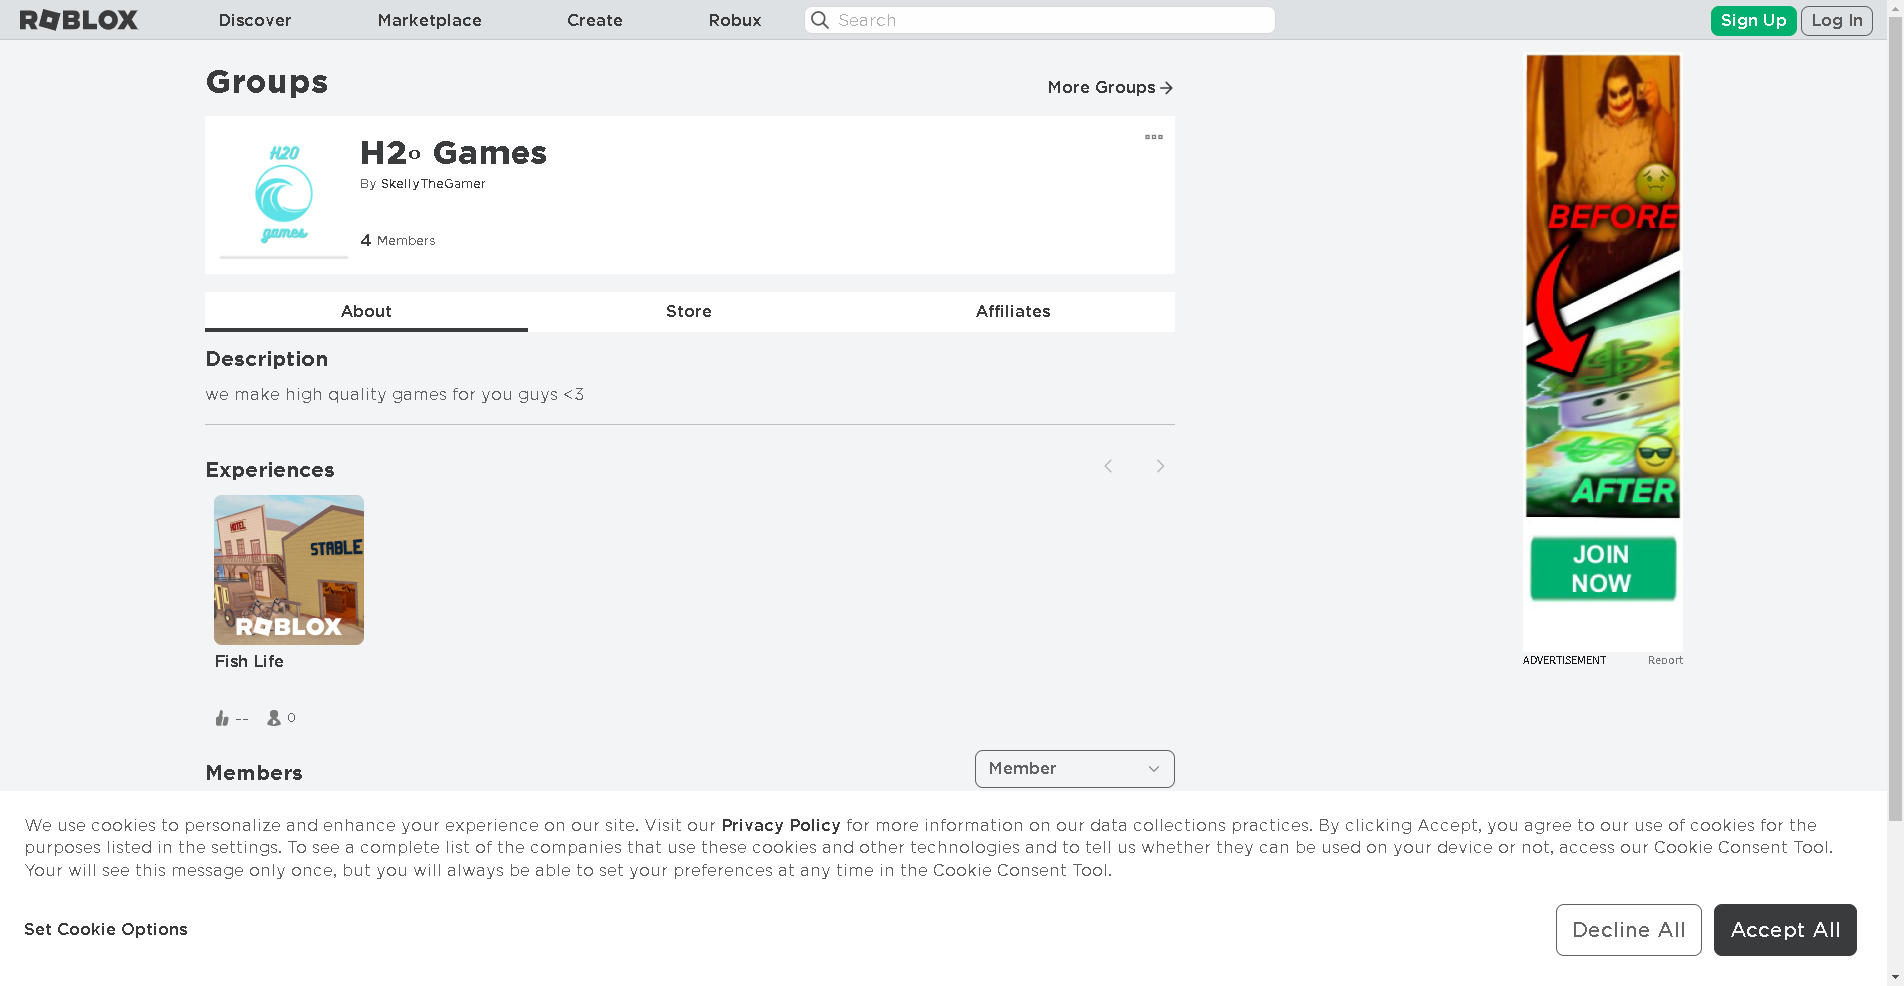 ROBLOX
Discover
Marketplace
Create
Robux
Search
Sign Up
Log In
Groups
More Groups
H2O
games
H2o Games
By SkellyTheGamer
4 Members
About
Store
Affiliates
Description
we make high quality games for you guys <3
Experiences
HOTEL
STABLE
ROBLOX
Fish Life
--
0
Members
Member
BEFORE
AFTER
JOIN
NOW
ADVERTISEMENT
Report
We use cookies to personalize and enhance your experience on our site. Visit our Privacy Policy for more information on our data collections practices. By clicking Accept, you agree to our use of cookies for the
purposes listed in the settings. To see a complete list of the companies that use these cookies and other technologies and to tell us whether they can be used on your device or not, access our Cookie Consent Tool.
Your will see this message only once, but you will always be able to set your preferences at any time in the Cookie Consent Tool.
Set Cookie Options
Decline All
Accept All